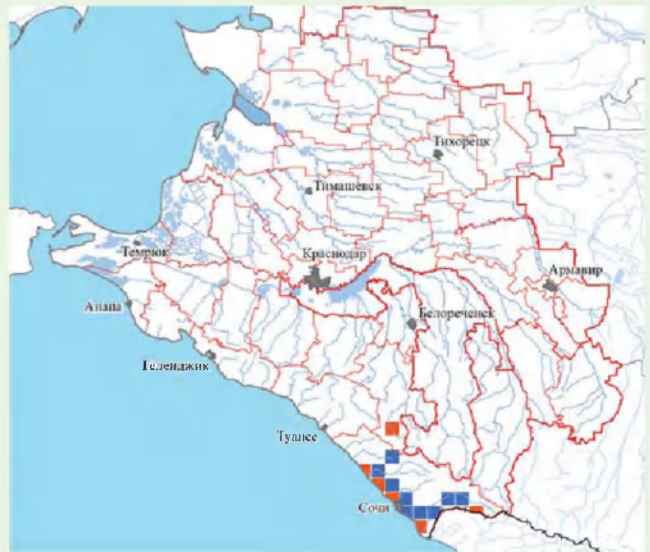 Тихорецк
Тимашевск
Темрюк
Краснодар
Армавир
Анапа
Белореченск
Геленджик
Туапсе
Сочи